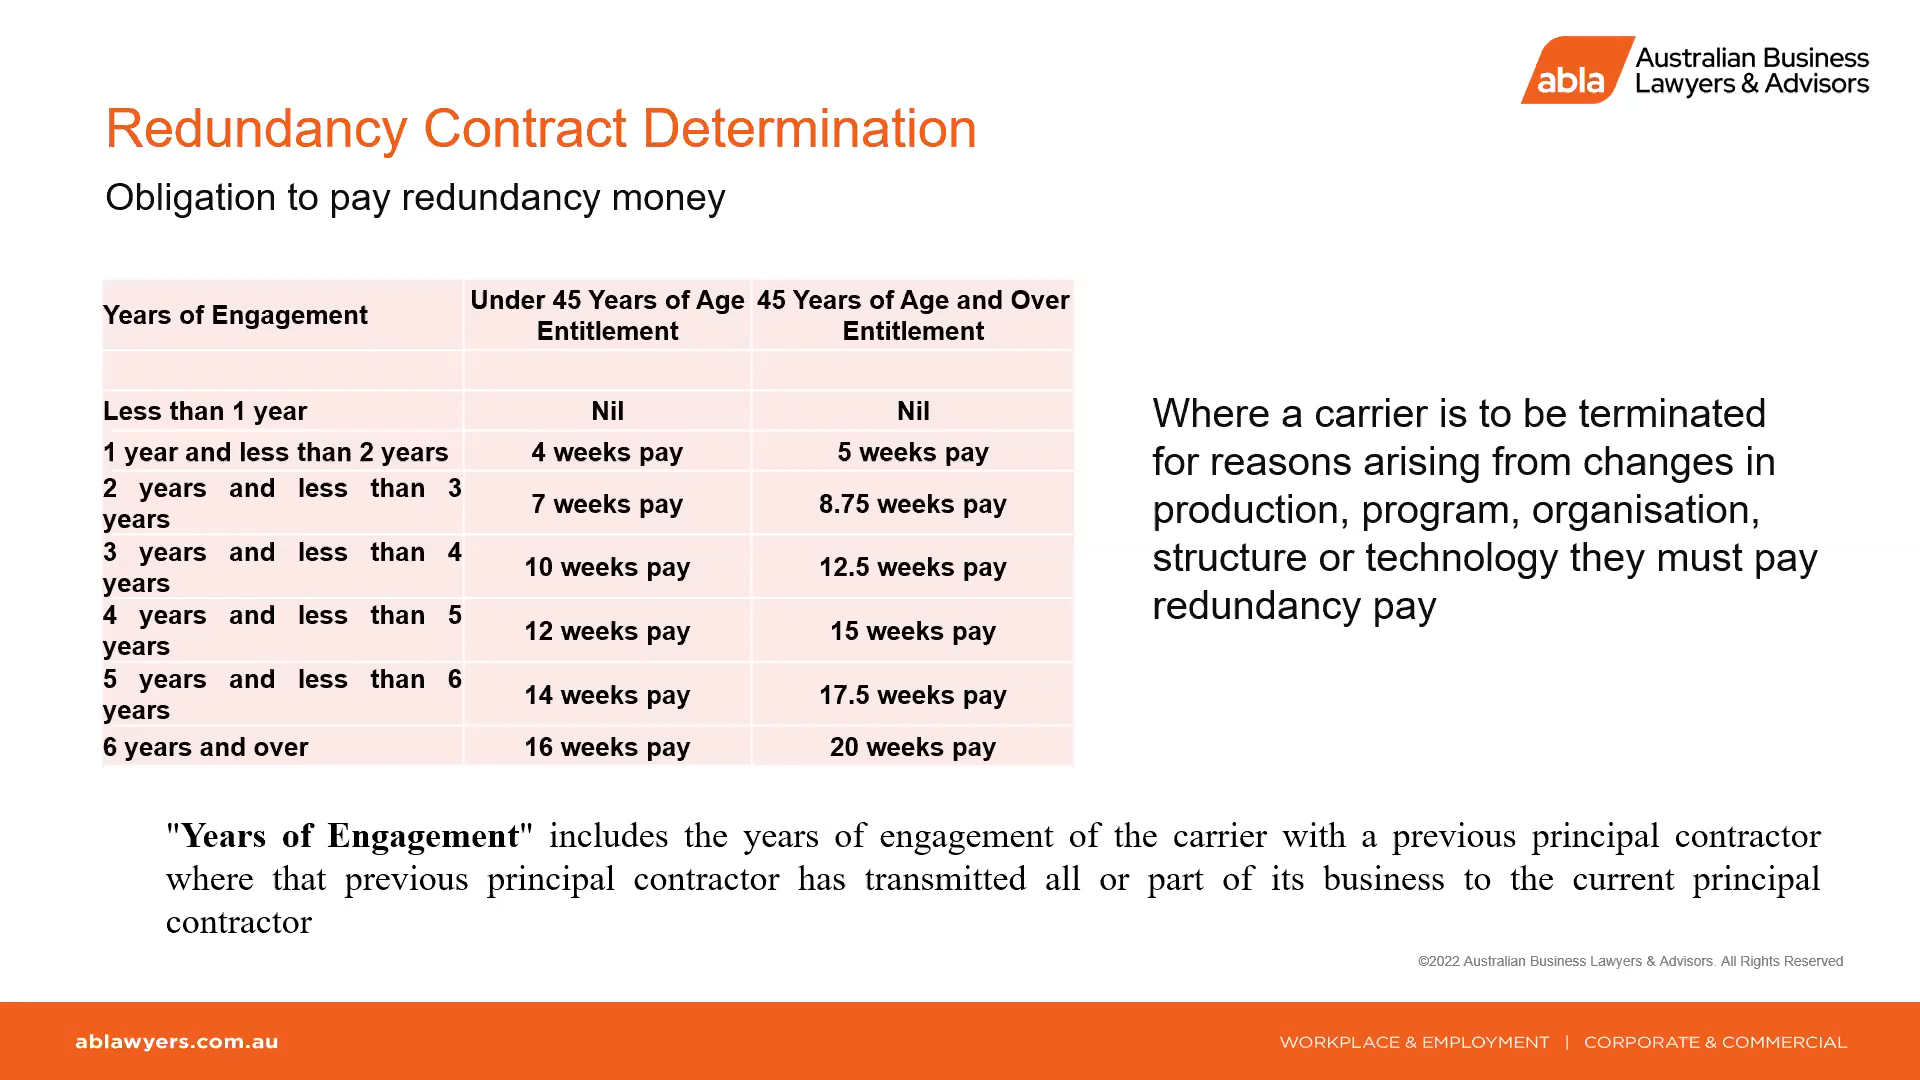 abla
Australian Business
Lawyers & Advisors
Redundancy Contract Determination
Obligation to pay redundancy money
Years of Engagement
Under 45 Years of Age
Entitlement
45 Years of Age and Over
Entitlement
Less than 1 year
Nil
Nil
1 year and less than 2 years
4 weeks pay
5 weeks pay
2 years and less than 3
years
7 weeks pay
8.75 weeks pay
3 years and less than 4
years
10 weeks pay
12.5 weeks pay
4 years and less than 5
years
12 weeks pay
15 weeks pay
5 years and less than 6
years
14 weeks pay
17.5 weeks pay
6 years and over
16 weeks pay
20 weeks pay
Where a carrier is to be terminated
for reasons arising from changes in
production, program, organisation,
structure or technology they must pay
redundancy pay
"Years of Engagement" includes the years of engagement of the carrier with a previous principal contractor
where that previous principal contractor has transmitted all or part of its business to the current principal
contractor
©2022 Australian Business Lawyers & Advisors. All Rights Reserved
ablawyers.com.au
WORKPLACE & EMPLOYMENT | CORPORATE & COMMERCIAL